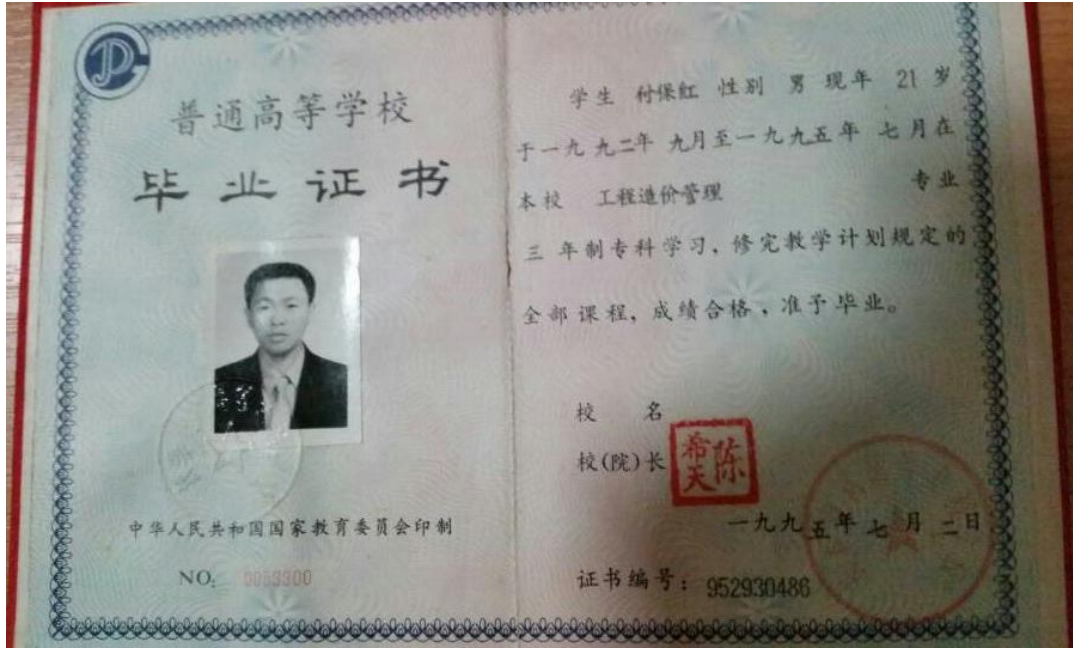 普通高等学校
毕业证书
中华人民共和国国家教育委员会印制
NO: 0053300
学生 付保红 性别 男 现年 21 岁
于一九九二年 九月至一九九五年 七月在
本校 工程造价管理 专业
三 年制专科学习，修完教学计划规定的
全部课程，成绩合格，准予毕业。
校 名
校(院)长 陈希天
一九九五年七月二日
证书编号：952930486